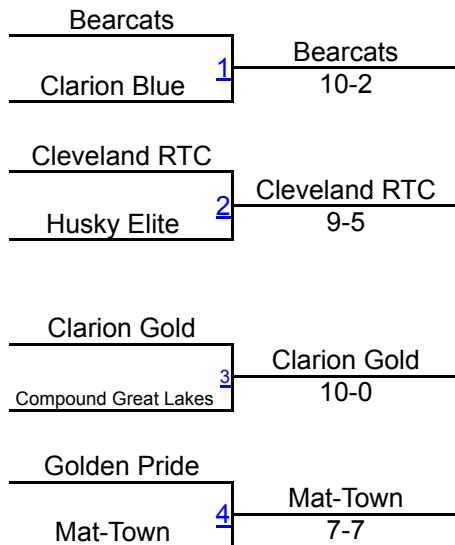 Bearcats
1
Bearcats
Clarion Blue
10-2
Cleveland RTC
2
Cleveland RTC
Husky Elite
9-5
Clarion Gold
3
Clarion Gold
Compound Great Lakes
10-0
Golden Pride
4
Mat-Town
Mat-Town
7-7